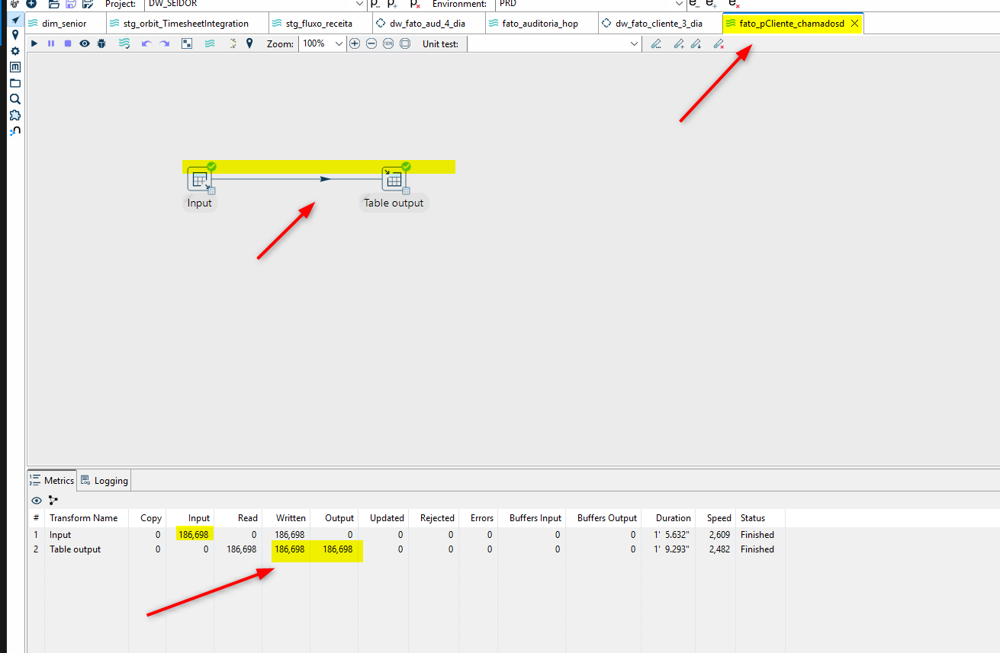 Project: DW_SEIDOR Environment: PRD
dim_senior stg_orbit_TimesheetIntegration stg_fluxo_receita dw_fato_aud_4_dia fato_auditoria_hop dw_fato_cliente_3_dia fato_pCliente_chamadosd
Zoom: 100% 100% Unit test:
Input Table output
Metrics Logging
# Transform Name Copy Input Read Written Output Updated Rejected Errors Buffers Input Buffers Output Duration Speed Status
1 Input 0 186,698 0 186,698 0 0 0 0 0 0 1' 5.632" 2,609 Finished
2 Table output 0 0 186,698 186,698 186,698 0 0 0 0 0 1' 9.293" 2,482 Finished